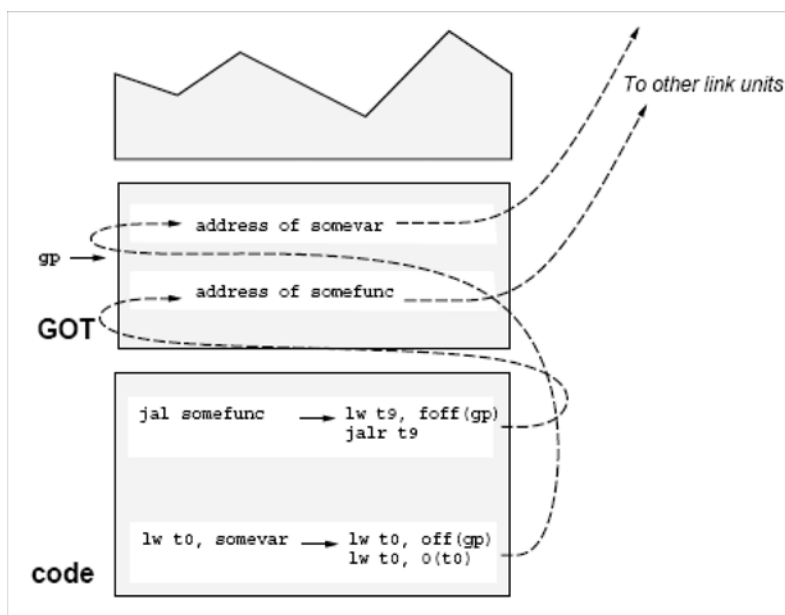 To other link units
address of somevar
gp
address of somefunc
GOT
jal somefunc lw t9, foff(gp)
jalr t9
lw t0, somevar lw t0, off(gp)
lw t0, 0(t0)
code